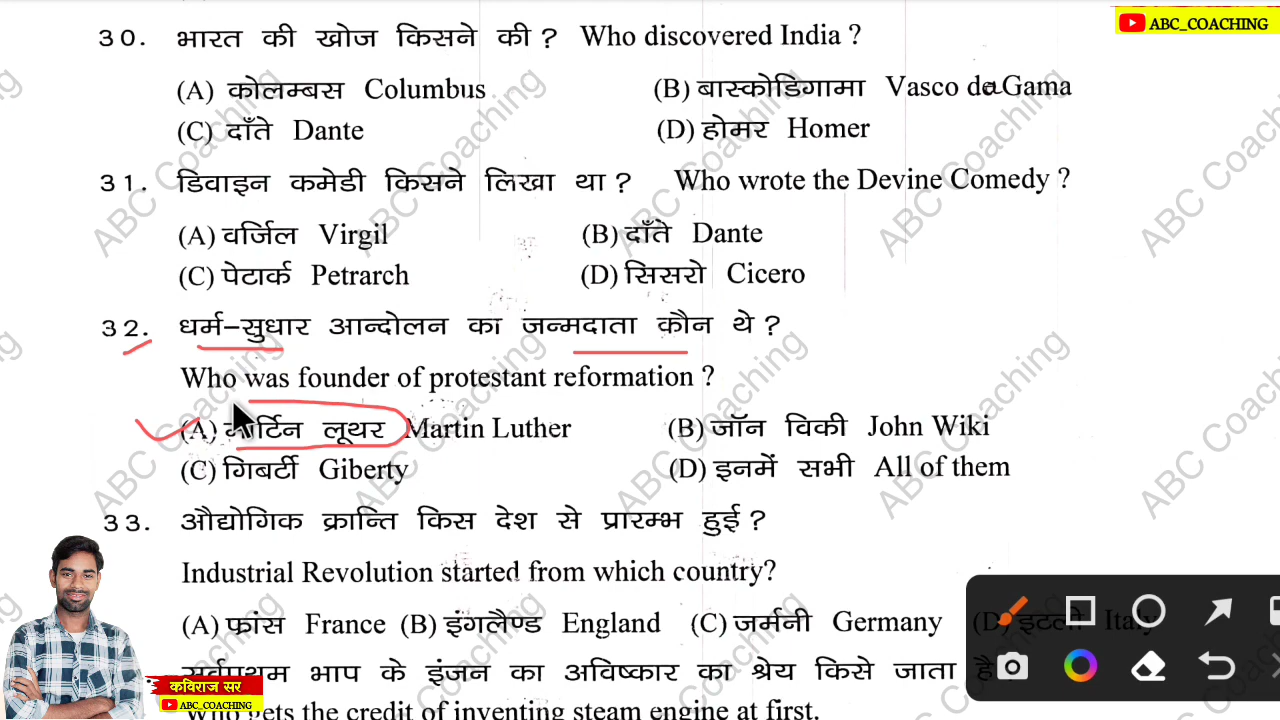 ABC_COACHING
30. भारत की खोज किसने की ? Who discovered India ?
(A) कोलम्बस Columbus (B) बास्कोडिगामा Vasco de Gama
(C) दाँते Dante (D) होमर Homer
31. डिवाइन कमेडी किसने लिखा था ? Who wrote the Devine Comedy ?
(A) वर्जिल Virgil (B) दाँते Dante
(C) पेटार्क Petrarch (D) सिसरो Cicero
32. धर्म–सुधार आन्दोलन का जन्मदाता कौन थे ?
Who was founder of protestant reformation ?
(A) मार्टिन लूथर Martin Luther (B) जॉन विकी John Wiki
(C) गिबर्टी Giberty (D) इनमें सभी All of them
33. औद्योगिक क्रान्ति किस देश से प्रारम्भ हुई ?
Industrial Revolution started from which country?
(A) फ्रांस France (B) इंगलैण्ड England (C) जर्मनी Germany (D) इटली Italy
सर्वप्रथम भाप के इंजन का अविष्कार का श्रेय किसे जाता है
Who gets the credit of inventing steam engine at first.
कविराज सर
ABC_COACHING
ABC Coaching